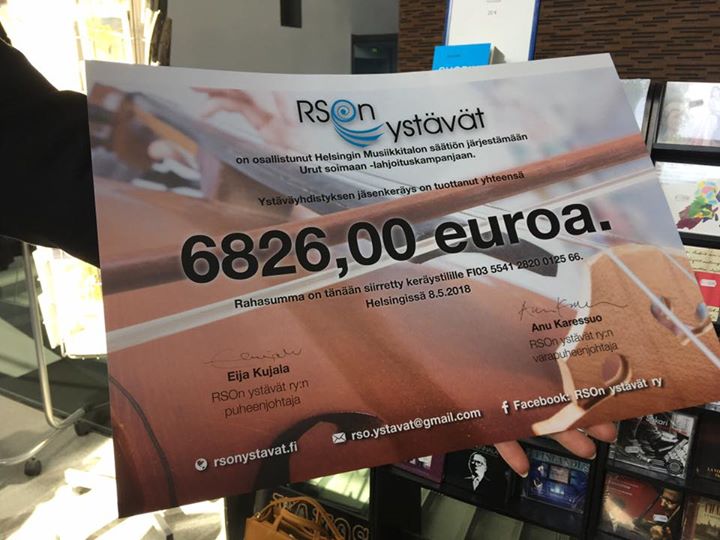 RSOn ystävät
on osallistunut Helsingin Musiikkitalon säätiön järjestämään
Urut soimaan -lahjoituskampanjaan.
Ystäväyhdistyksen jäsenkeräys on tuottanut yhteensä
6826,00 euroa.
Rahasumma on tänään siirretty keräystilille FI03 5541 2820 0125 66.
Helsingissä 8.5.2018
Eija Kujala
RSOn ystävät ry:n
puheenjohtaja
Anu Karessuo
RSOn ystävät ry:n
varapuheenjohtaja
rsonystavat.fi
rso.ystavat@gmail.com
Facebook: RSOn ystävät ry